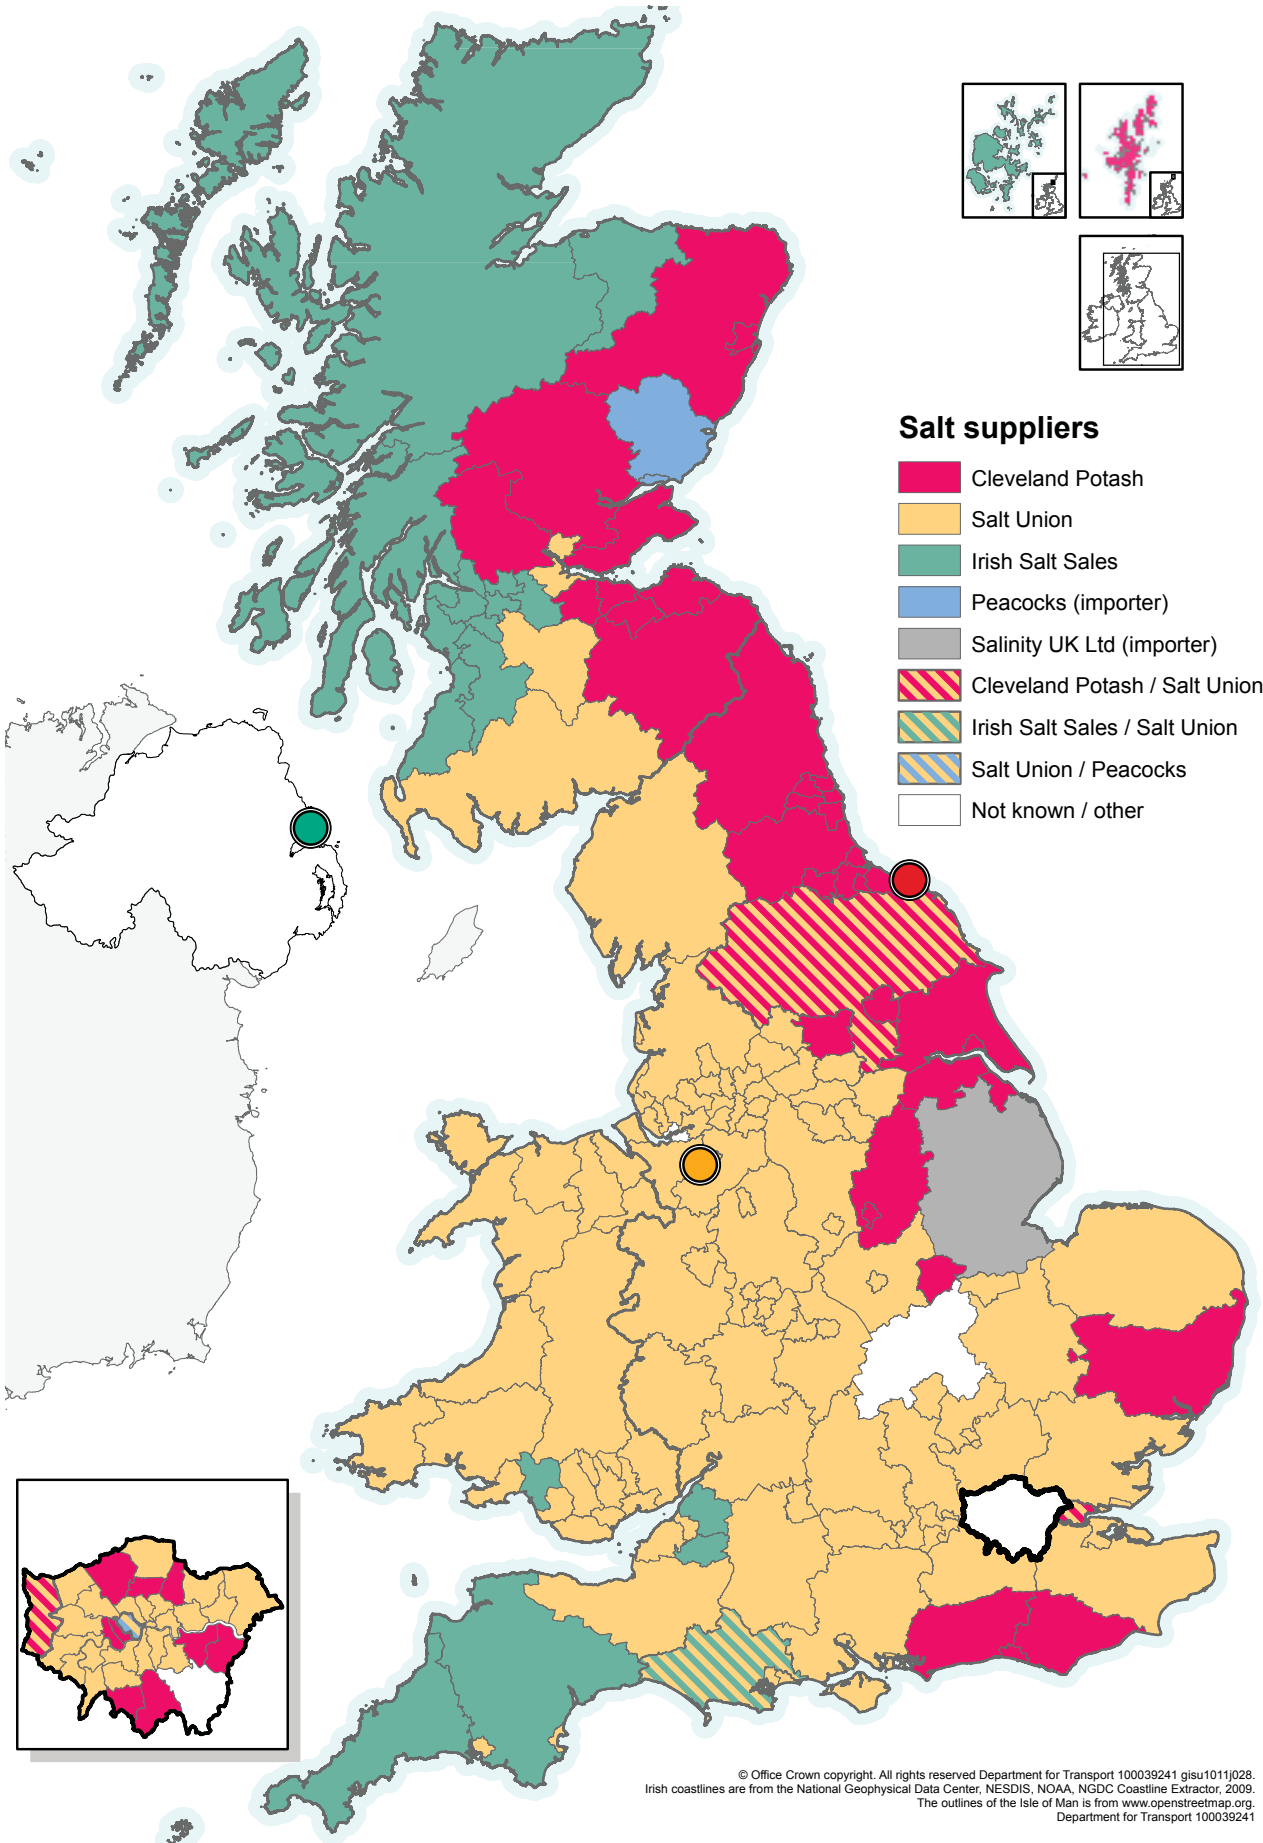 Salt suppliers
Cleveland Potash
Salt Union
Irish Salt Sales
Peacocks (importer)
Salinity UK Ltd (importer)
Cleveland Potash / Salt Union
Irish Salt Sales / Salt Union
Salt Union / Peacocks
Not known / other
© Office Crown copyright. All rights reserved Department for Transport 100039241 gisu1011j028.
Irish coastlines are from the National Geophysical Data Center, NESDIS, NOAA, NGDC Coastline Extractor, 2009.
The outlines of the Isle of Man is from www.openstreetmap.org.
Department for Transport 100039241